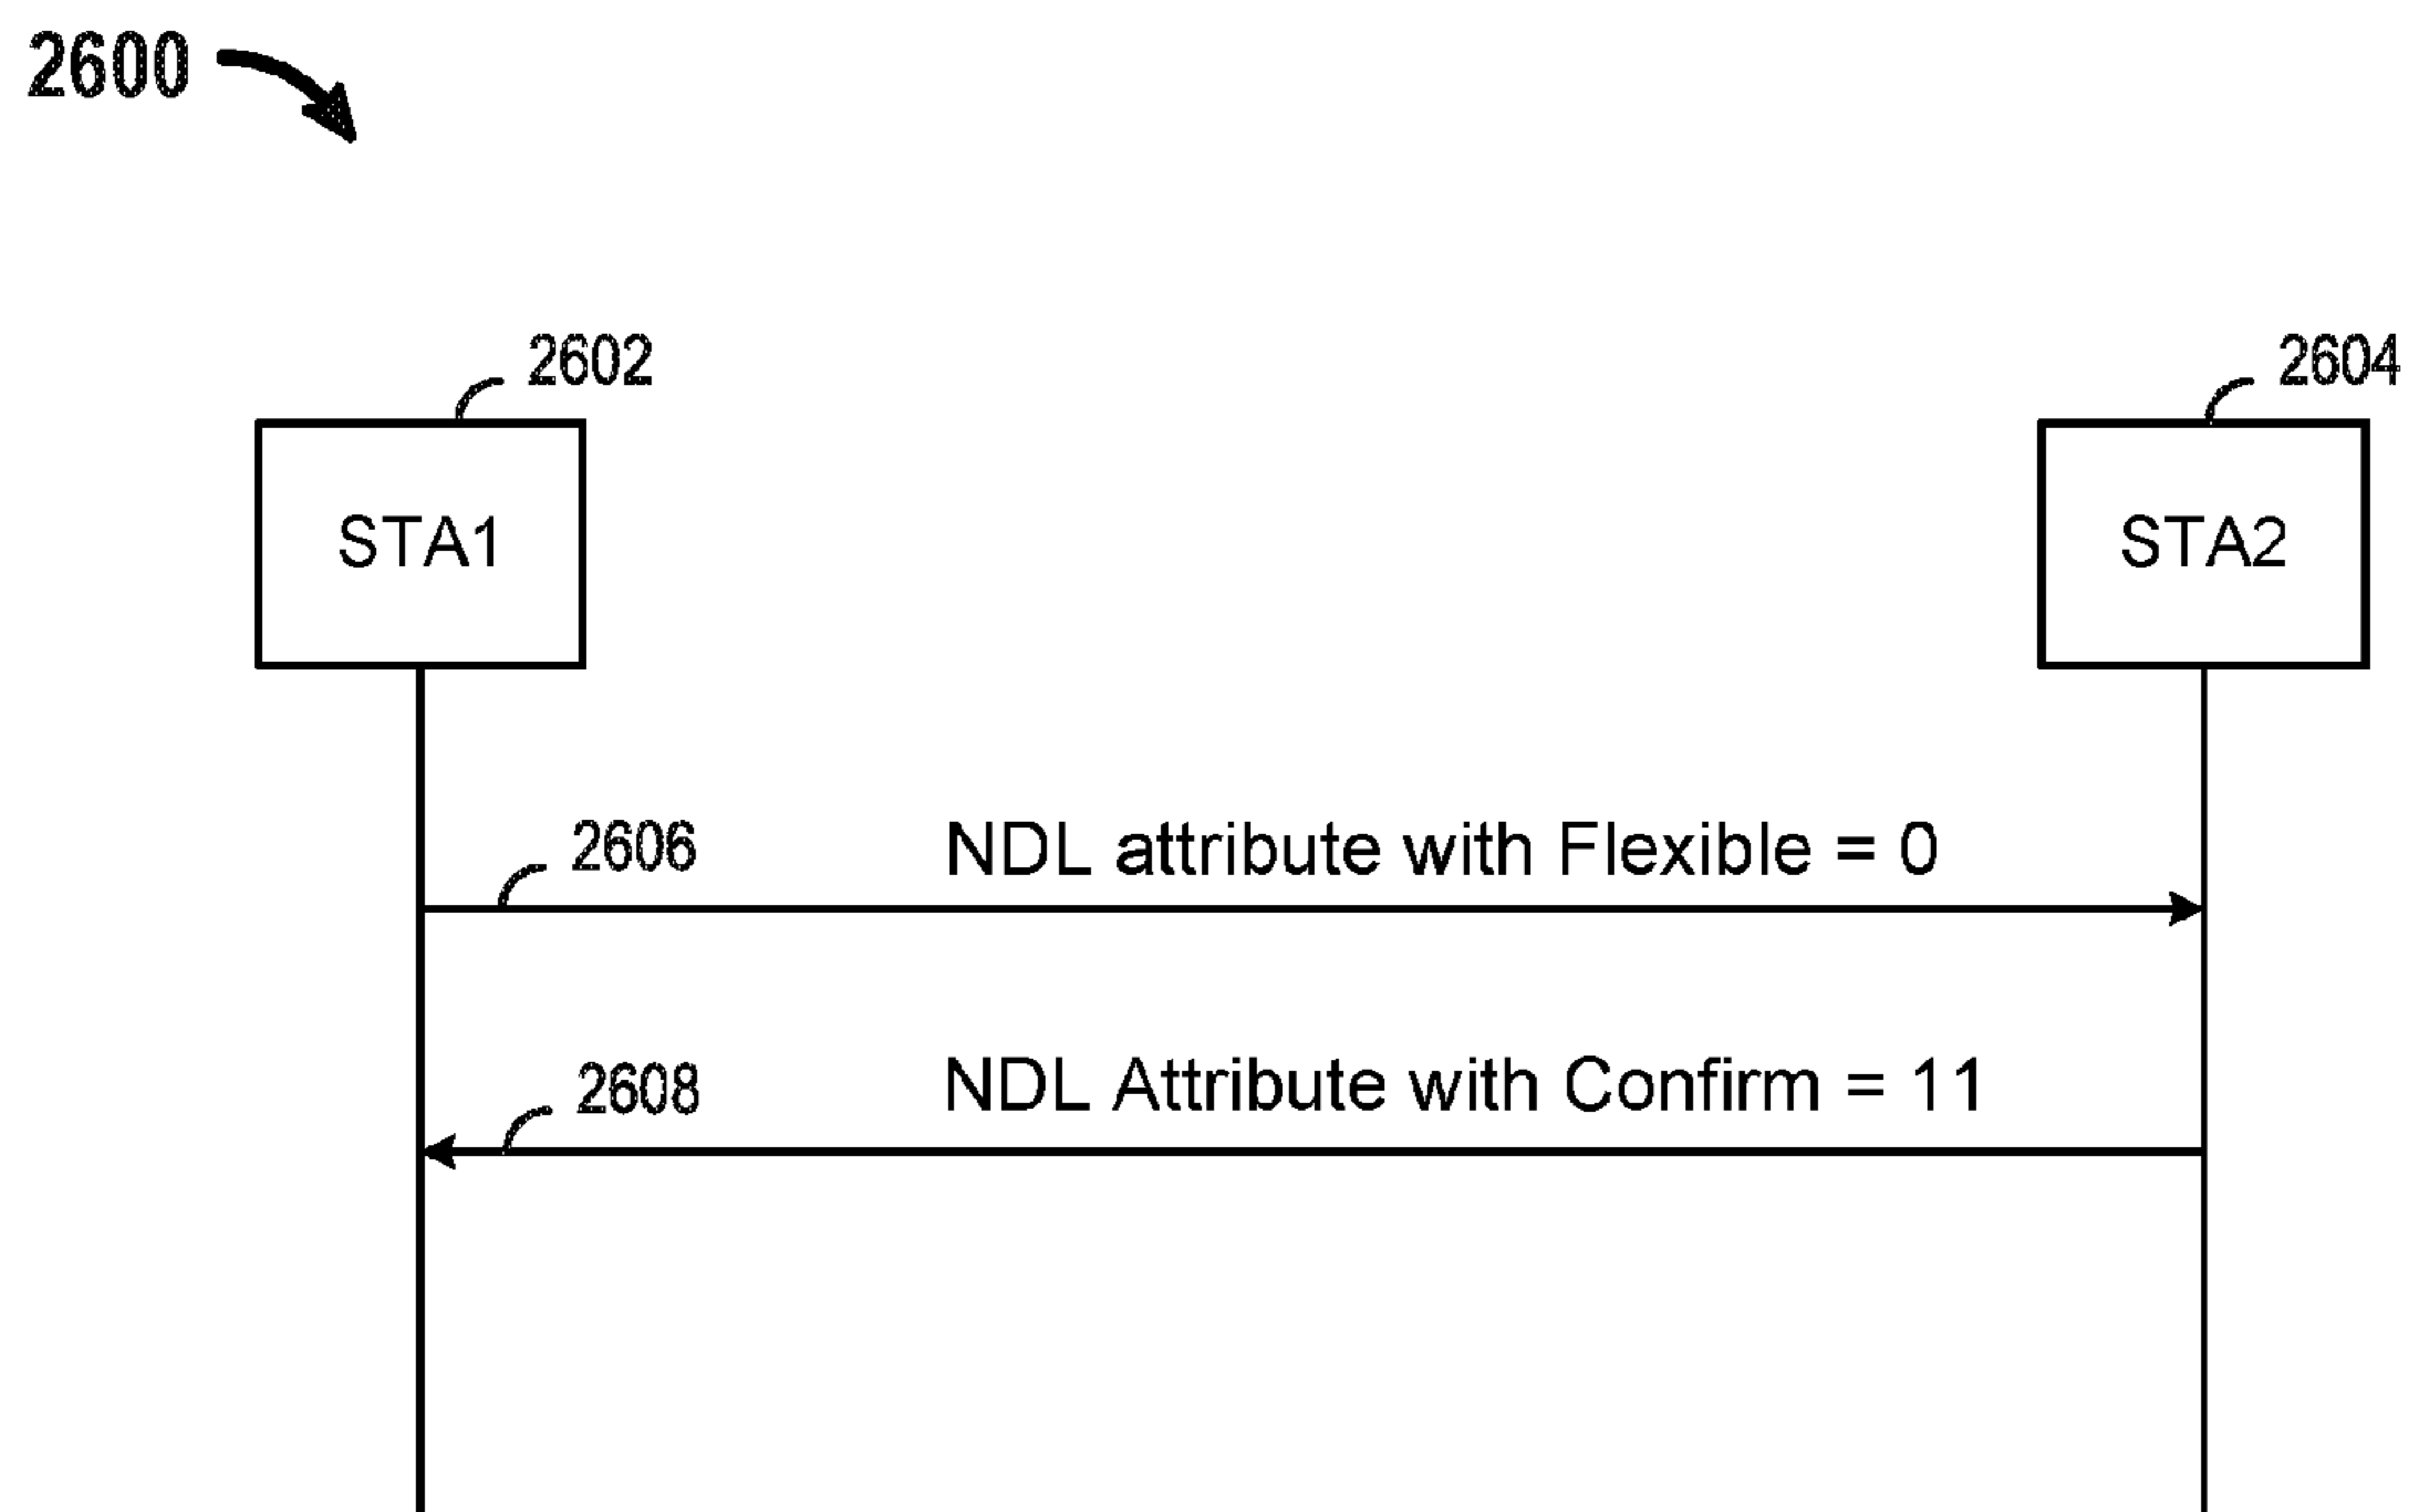 2600
2602
2604
STA1
STA2
2606
NDL attribute with Flexible = 0
2608
NDL Attribute with Confirm = 11